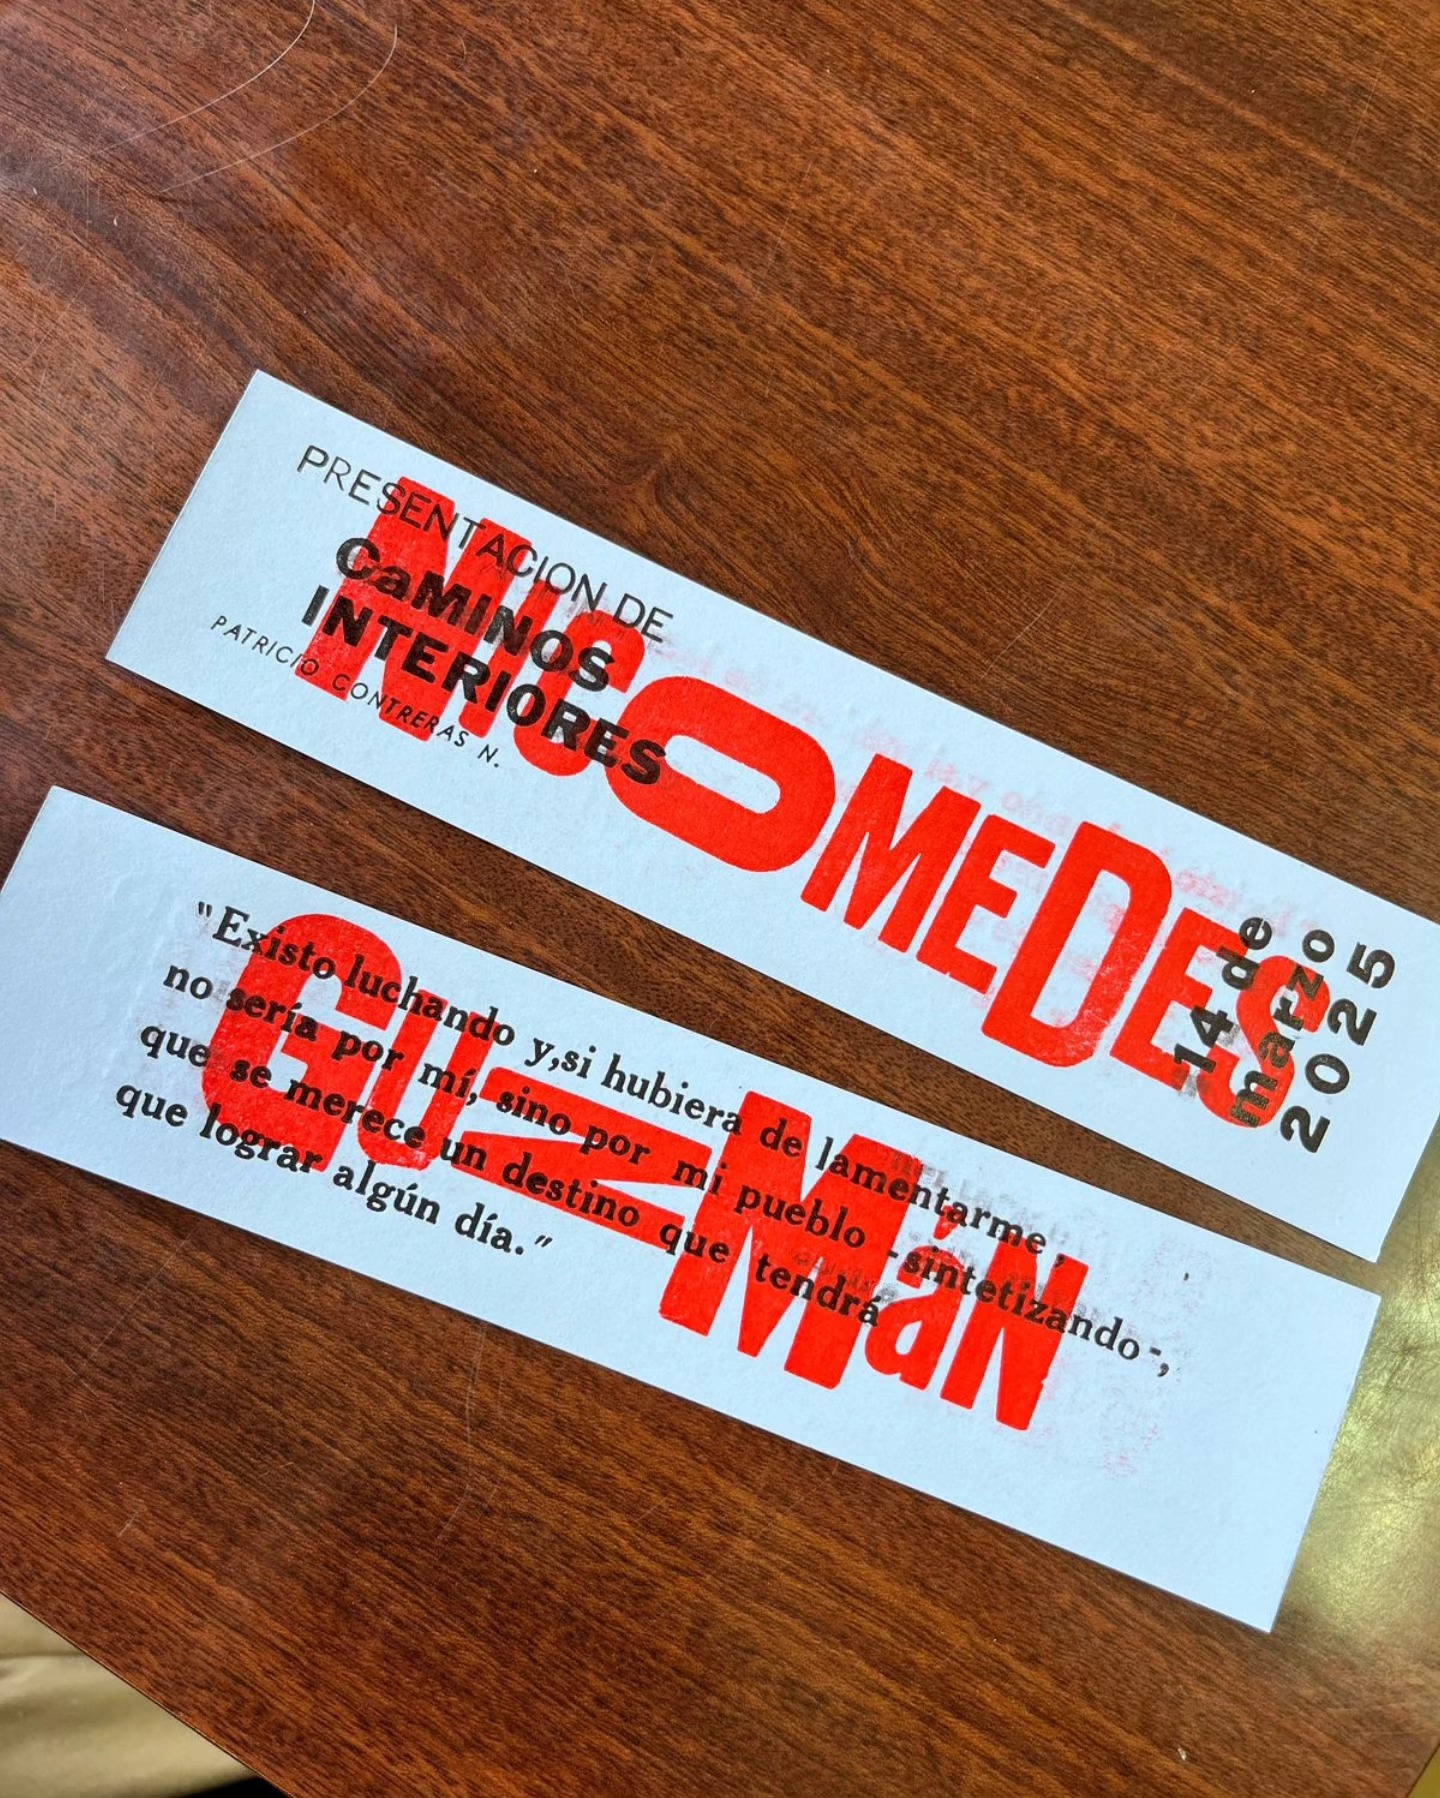 PRESENTACION DE
CaMINOS
INTERIORES
PATRICIO CONTRERAS N.
NICOMEDES
14 de
marzo
2025
"Existo luchando y,si hubiera de lamentarme ,
no sería por mí, sino por mi pueblo -sintetizando-,
que se merece un destino que tendrá
que lograr algún día."
GuzMáN